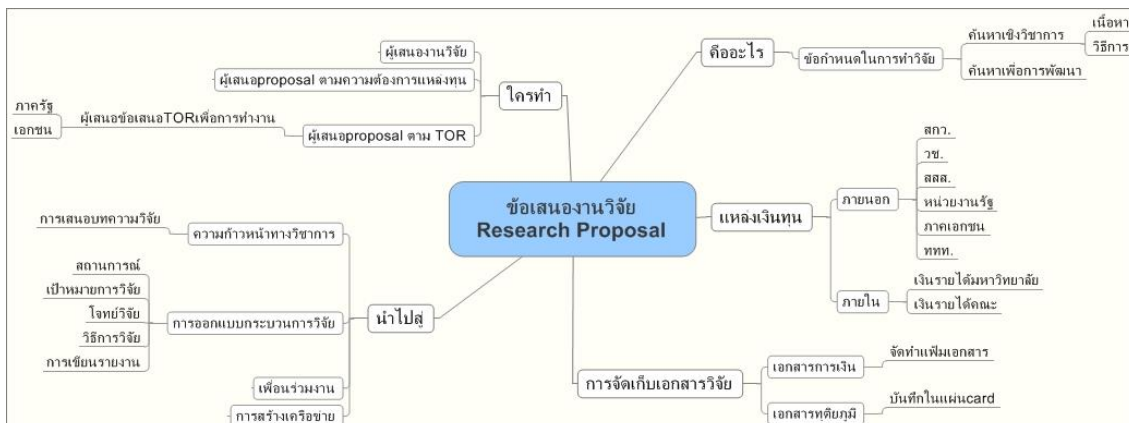 ข้อเสนองานวิจัย
Research Proposal
คืออะไร
ข้อกำหนดในการทำวิจัย
ค้นหาเชิงวิชาการ
เนื้อหา
วิธีการ
ค้นหาเพื่อการพัฒนา
แหล่งเงินทุน
ภายนอก
สกว.
วช.
สสส.
หน่วยงานรัฐ
ภาคเอกชน
ททท.
ภายใน
เงินรายได้มหาวิทยาลัย
เงินรายได้คณะ
การจัดเก็บเอกสารวิจัย
เอกสารการเงิน
จัดทำแฟ้มเอกสาร
เอกสารทุติยภูมิ
บันทึกในแผ่นcard
ใครทำ
ผู้เสนองานวิจัย
ผู้เสนอproposal ตามความต้องการแหล่งทุน
ผู้เสนอproposal ตาม TOR
ผู้เสนอข้อเสนอTORเพื่อการทำงาน
ภาครัฐ
เอกชน
นำไปสู่
ความก้าวหน้าทางวิชาการ
การเสนอบทความวิจัย
การออกแบบกระบวนการวิจัย
สถานการณ์
เป้าหมายการวิจัย
โจทย์วิจัย
วิธีการวิจัย
การเขียนรายงาน
เพื่อนร่วมงาน
การสร้างเครือข่าย